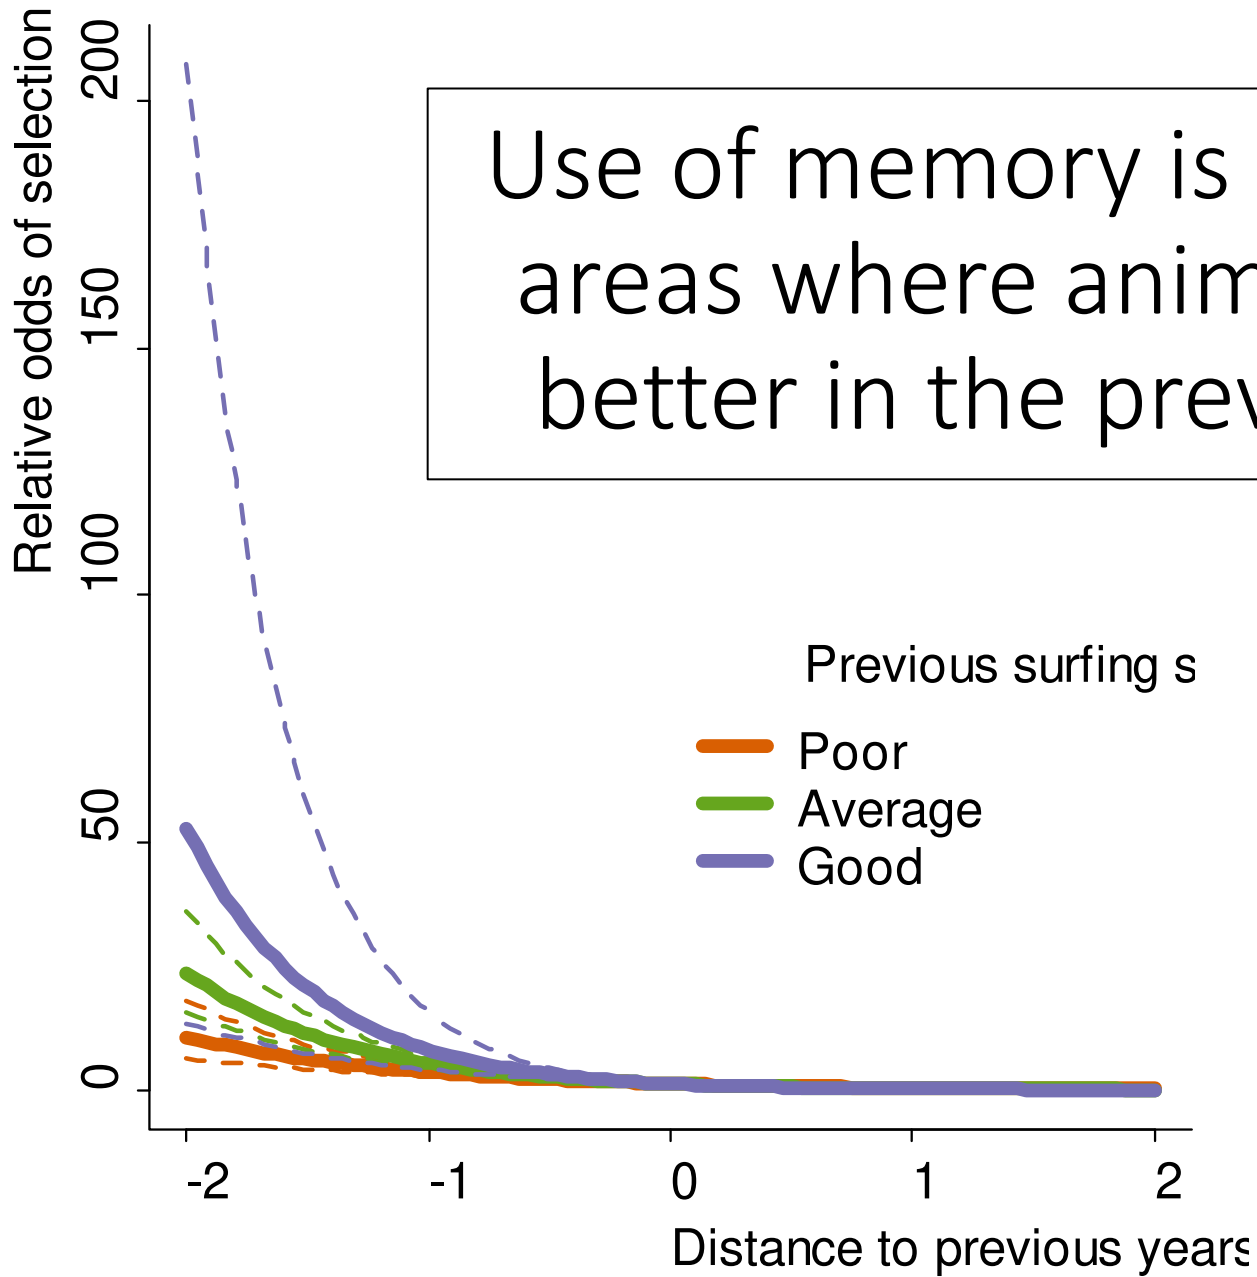 Relative odds of selection
200
150
100
50
0
Use of memory is
areas where anim
better in the prev
Previous surfing s
Poor
Average
Good
-2 -1 0 1 2
Distance to previous years